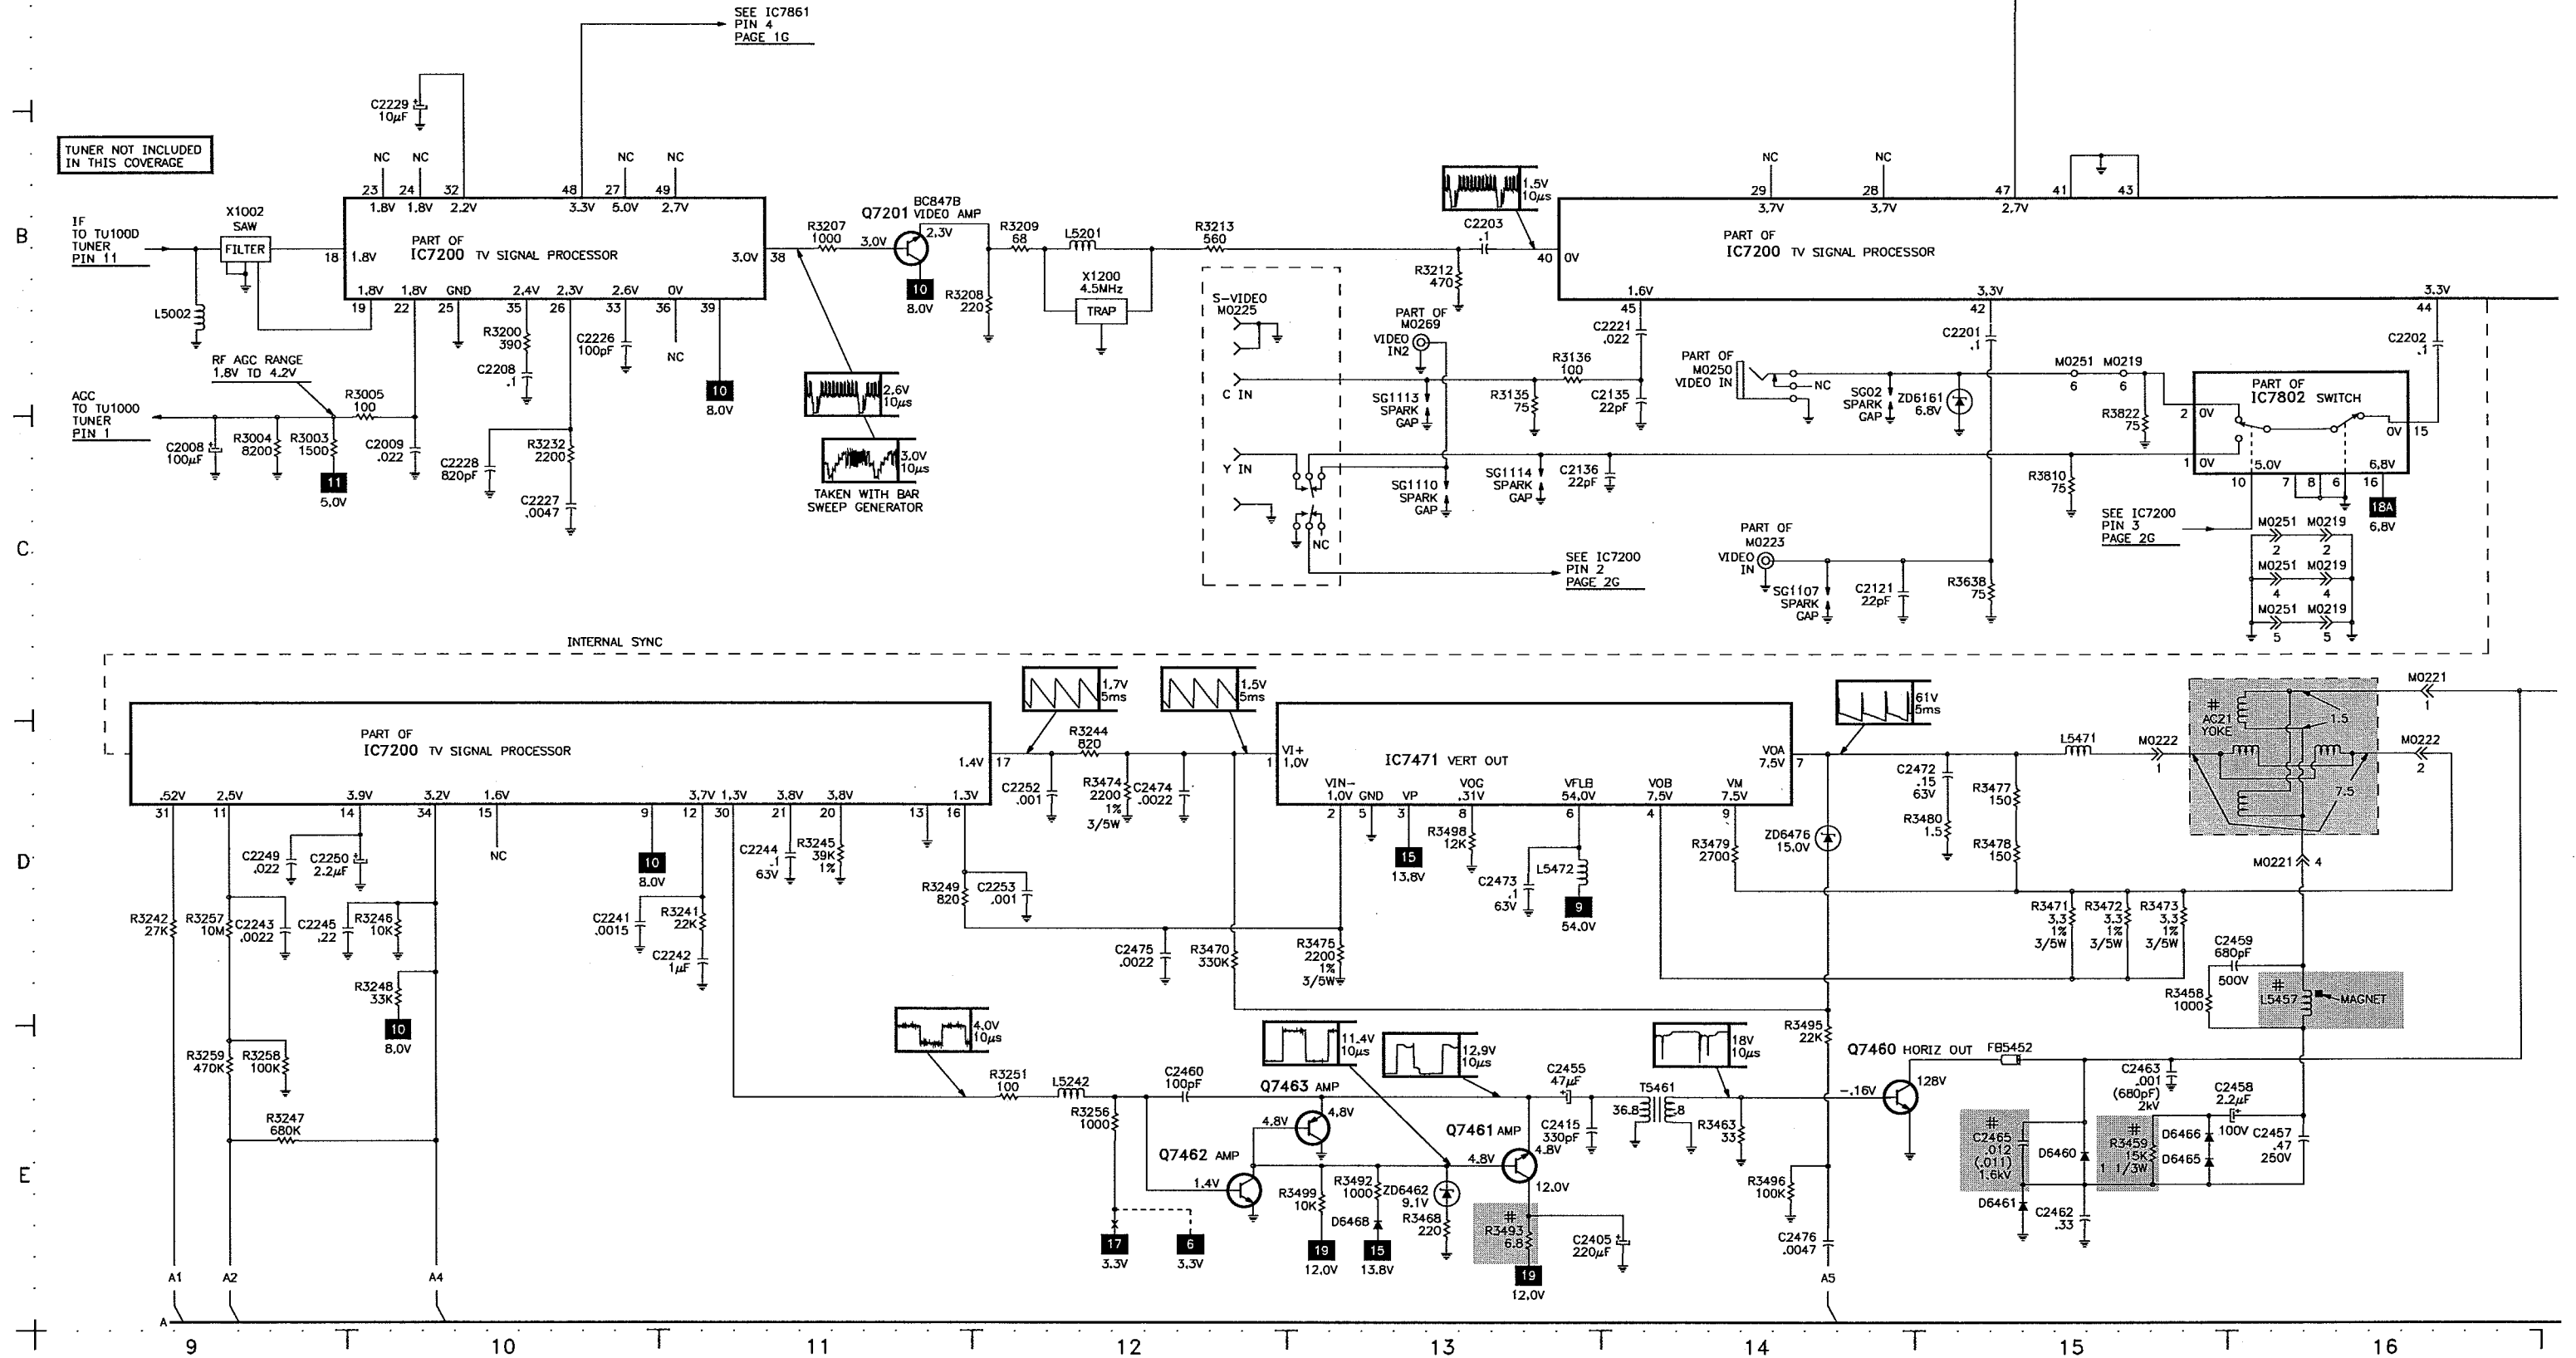 SEE IC7861
PIN 4
PAGE 1G
C2229
10µF
TUNER NOT INCLUDED
IN THIS COVERAGE
NC
NC
NC
NC
NC
NC
23
24
32
48
27
49
29
28
47
41
43
1.8V
1.8V
2.2V
3.3V
5.0V
2.7V
3.7V
3.7V
2.7V
IF
TO TU100D
TUNER
PIN 11
X1002
SAW
FILTER
L5002
18
1.8V
PART OF
IC7200 TV SIGNAL PROCESSOR
3.0V
38
1.8V
1.8V
GND
2.4V
2.3V
2.6V
0V
19
22
25
35
26
33
36
39
R3207
1000
3.0V
BC847B
Q7201 VIDEO AMP
2.3V
10
8.0V
R3209
68
R3208
220
L5201
X1200
4.5MHz
TRAP
R3213
560
1.5V
10µs
C2203
.1
R3212
470
40
0V
PART OF
IC7200 TV SIGNAL PROCESSOR
1.6V
3.3V
3.3V
45
42
44
R3200
390
C2208
.1
C2226
100pF
NC
10
8.0V
RF AGC RANGE
1.8V TO 4.2V
AGC
TO TU1000
TUNER
PIN 1
R3005
100
C2008
100µF
R3004
8200
R3003
150D
11
5.0V
C2009
.022
C2228
820pF
R3232
2200
C2227
.0047
2.6V
10µs
3.0V
10µs
TAKEN WITH BAR
SWEEP GENERATOR
S-VIDEO
M0225
C IN
Y IN
NC
PART OF
M0269
VIDEO
IN2
SG1113
SPARK
GAP
R3135
75
R3136
100
C2221
.022
C2135
22pF
SG1110
SPARK
GAP
SG1114
SPARK
GAP
C2136
22pF
SEE IC7200
PIN 2
PAGE 2G
PART OF
M0250
VIDEO IN
NC
SG02
SPARK
GAP
ZD6161
6.8V
C2201
.1
M0251
6
M0219
6
R3822
75
R3810
75
C2202
.1
PART OF
IC7802 SWITCH
2
0V
1
0V
0V
15
5.0V
6.8V
10
7
8
6
16
18A
6.8V
SEE IC7200
PIN 3
PAGE 2G
M0251
2
M0219
2
M0251
4
M0219
4
M0251
5
M0219
5
PART OF
M0223
VIDEO
IN
SG1107
SPARK
GAP
C2121
22pF
R3638
75
INTERNAL SYNC
PART OF
IC7200 TV SIGNAL PROCESSOR
1.4V
17
.52V
2.5V
3.9V
3.2V
1.6V
3.7V
1.3V
3.8V
3.8V
1.3V
31
11
14
34
15
9
12
30
21
20
13
16
NC
1.7V
5ms
1.5V
5ms
C2252
.001
R3244
820
R3474
2200
1%
3/5W
C2474
.0022
1
VI+
1.0V
IC7471 VERT OUT
VOA
7.5V
7
VIN-
1.0V
GND
VP
VOG
.31V
VFLB
54.0V
VOB
7.5V
VM
7.5V
2
5
3
8
6
4
9
61V
5ms
15
13.8V
R3498
12K
C2473
.1
63V
L5472
9
54.0V
R3479
2700
ZD6476
15.0V
C2472
.15
63V
R3480
1.5
R3477
150
R3478
150
L5471
M0222
1
#
AC21
YOKE
1.5
7.5
M0221
1
M0222
2
M0221
4
C2249
.022
C2250
2.2µF
R3242
27K
R3257
10M
C2243
.0022
C2245
.22
R3246
10K
R3248
33K
10
8.0V
R3259
470K
R3258
100K
R3247
680K
10
8.0V
C2241
.0015
R3241
22K
C2242
1µF
C2244
.1
63V
R3245
39K
1%
R3249
820
C2253
.001
C2475
.0022
R3470
330K
R3475
2200
1%
3/5W
R3471
3.3
1%
3/5W
R3472
3.3
1%
3/5W
R3473
3.3
1%
3/5W
C2459
680pF
500V
R3458
1000
#
L5457
MAGNET
4.0V
10µs
11.4V
10µs
12.9V
10µs
18V
10µs
R3251
100
L5242
R3256
1000
C2460
100pF
Q7463 AMP
4.8V
4.8V
Q7462 AMP
1.4V
R3499
10K
19
12.0V
R3492
1000
D6468
15
13.8V
ZD6462
9.1V
R3468
220
Q7461 AMP
4.8V
4.8V
12.0V
#
R3493
6.8
19
12.0V
C2405
220µF
C2455
47µF
C2415
330pF
T5461
36.8
.8
R3463
33
R3495
22K
R3496
100K
C2476
.0047
Q7460 HORIZ OUT
-.16V
128V
FB5452
#
C2465
.012
(.011)
1.6kV
D6460
D6461
C2462
.33
C2463
.001
(680pF)
2kV
#
R3459
15K
1 1/3W
D6466
D6465
C2458
2.2µF
100V
C2457
.47
250V
17
3.3V
6
3.3V
A1
A2
A4
A5
A
B
C
D
E
9
10
11
12
13
14
15
16